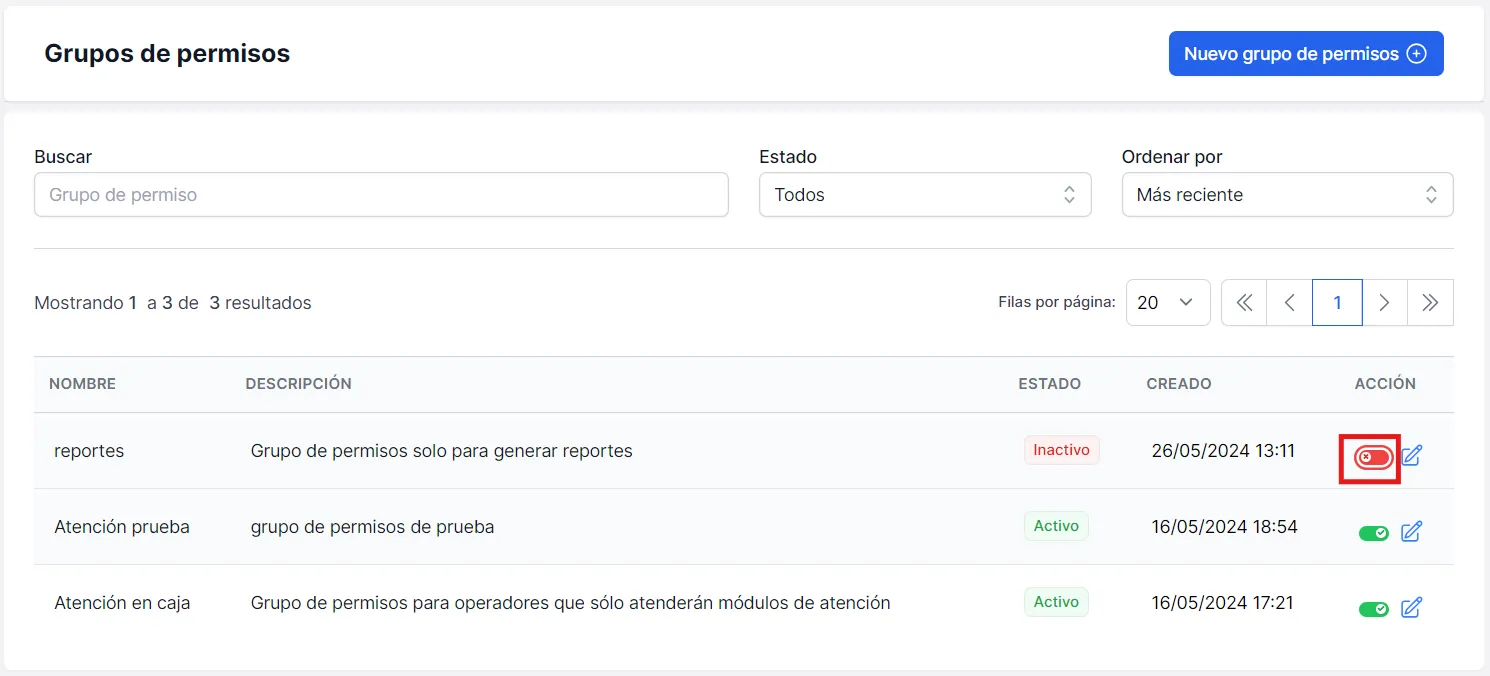 Grupos de permisos
Nuevo grupo de permisos
Buscar
Estado
Ordenar por
Grupo de permiso
Todos
Más reciente
Mostrando 1 a 3 de 3 resultados
Filas por página:
20
1
NOMBRE DESCRIPCIÓN ESTADO CREADO ACCIÓN
reportes Grupo de permisos solo para generar reportes Inactivo 26/05/2024 13:11
Atención prueba grupo de permisos de prueba Activo 16/05/2024 18:54
Atención en caja Grupo de permisos para operadores que sólo atenderán módulos de atención Activo 16/05/2024 17:21